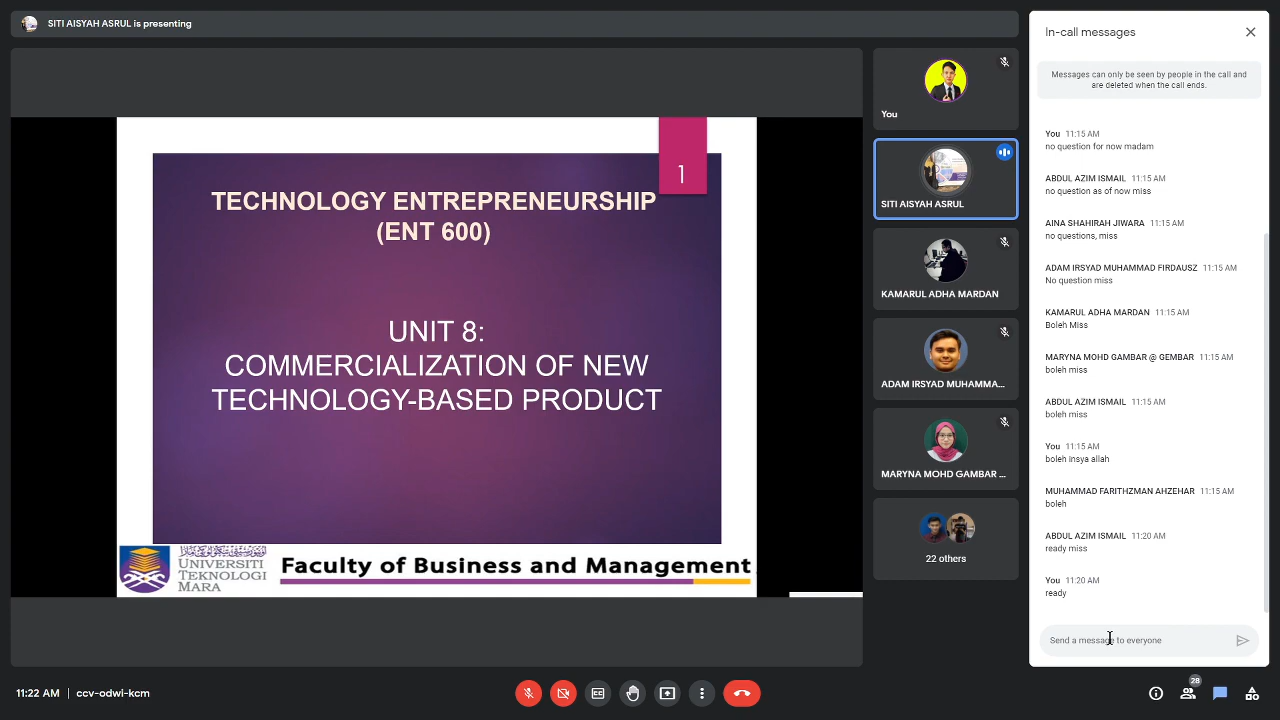 SITI AISYAH ASRUL is presenting
1
TECHNOLOGY ENTREPRENEURSHIP
(ENT 600)
UNIT 8:
COMMERCIALIZATION OF NEW
TECHNOLOGY-BASED PRODUCT
UNIVERSITI
TEKNOLOGI
MARA
Faculty of Business and Management
You
SITI AISYAH ASRUL
KAMARUL ADHA MARDAN
ADAM IRSYAD MUHAMMA...
MARYNA MOHD GAMBAR ...
22 others
In-call messages
Messages can only be seen by people in the call and
are deleted when the call ends.
You 11:15 AM
no question for now madam
ABDUL AZIM ISMAIL 11:15 AM
no question as of now miss
AINA SHAHIRAH JIWARA 11:15 AM
no questions, miss
ADAM IRSYAD MUHAMMAD FIRDAUSZ 11:15 AM
No question miss
KAMARUL ADHA MARDAN 11:15 AM
Boleh Miss
MARYNA MOHD GAMBAR @ GEMBAR 11:15 AM
boleh miss
ABDUL AZIM ISMAIL 11:15 AM
boleh miss
You 11:15 AM
boleh insya allah
MUHAMMAD FARITHZMAN AHZEHAR 11:15 AM
boleh
ABDUL AZIM ISMAIL 11:20 AM
ready miss
You 11:20 AM
ready
Send a message to everyone
11:22 AM | ccv-odwi-kcm
28